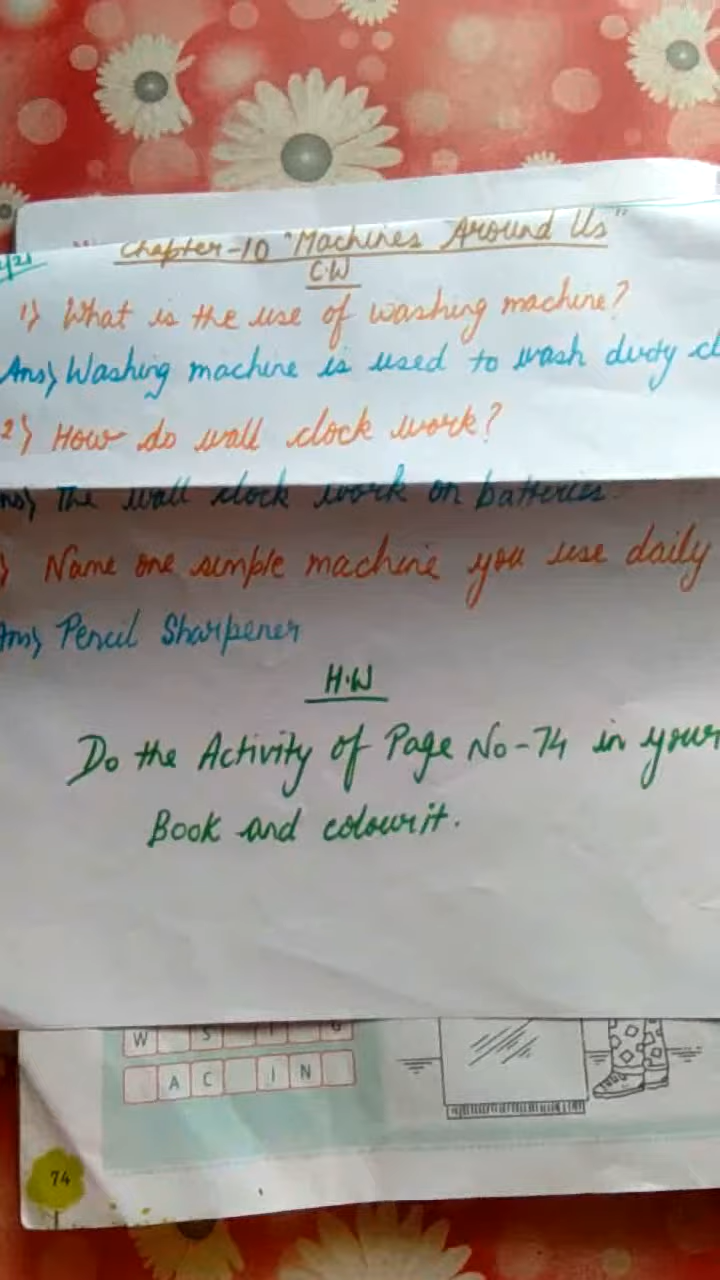 Chapter-10 "Machines Around Us"
C.W
1) What is the use of washing machine?
Ans) Washing machine is used to wash dirty
2) How do wall clock work?
The wall clock work on batteries.
Name one simple machine you use daily
Ans) Pencil Sharpener
H.W
Do the Activity of Page No-74 in your
Book and colour it.
W S I G
A C I N
74